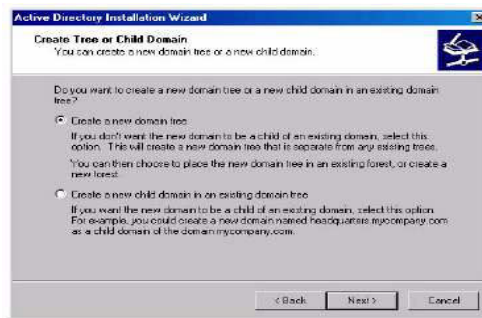 Active Directory Installation Wizard
Create Tree or Child Domain
You can create a new domain tree or a new child domain.
Do you want to create a new domain tree or a new child domain in an existing domain
tree?
Create a new domain tree
If you don't want the new domain to be a child of an existing domain, select this
option. This will create a new domain tree that is separate from any existing trees.
You can then choose to place the new domain tree in an existing forest, or create a
new forest.
Create a new child domain in an existing domain tree
If you want the new domain to be a child of an existing domain, select this option.
For example, you could create a new domain named headquarters.mycompany.com
as a child domain of the domain mycompany.com.
< Back Next > Cancel